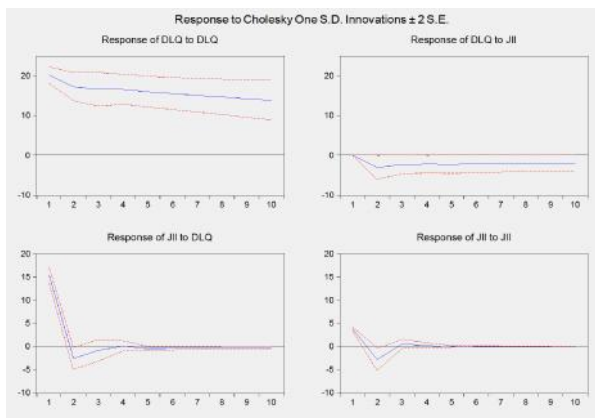 Response to Cholesky One S.D. Innovations ± 2 S.E.
Response of DLQ to DLQ
Response of DLQ to JII
20
10
0
-10
1 2 3 4 5 6 7 8 9 10
20
10
0
-10
1 2 3 4 5 6 7 8 9 10
Response of JII to DLQ
Response of JII to JII
20
15
10
5
0
-5
-10
1 2 3 4 5 6 7 8 9 10
20
15
10
5
0
-5
-10
1 2 3 4 5 6 7 8 9 10